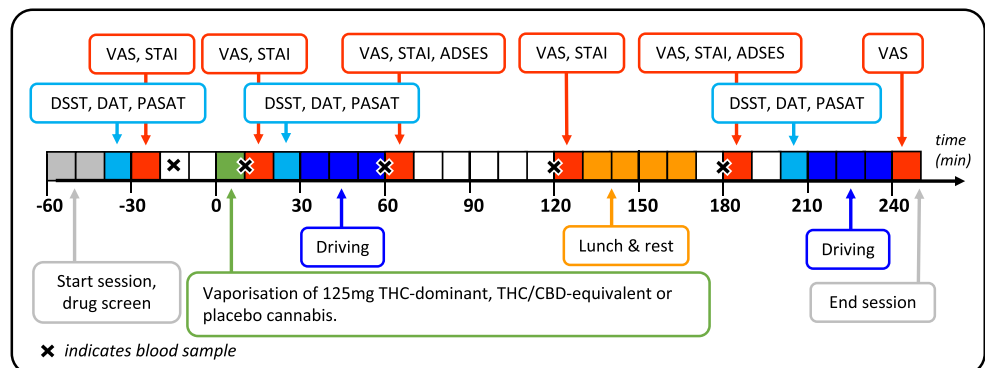 VAS, STAI
VAS, STAI
VAS, STAI, ADSES
VAS, STAI
VAS, STAI, ADSES
VAS
DSST, DAT, PASAT
DSST, DAT, PASAT
DSST, DAT, PASAT
time
(min)
-60 -30 0 30 60 90 120 150 180 210 240
Driving
Lunch & rest
Driving
Start session,
drug screen
Vaporisation of 125mg THC-dominant, THC/CBD-equivalent or
placebo cannabis.
End session
indicates blood sample